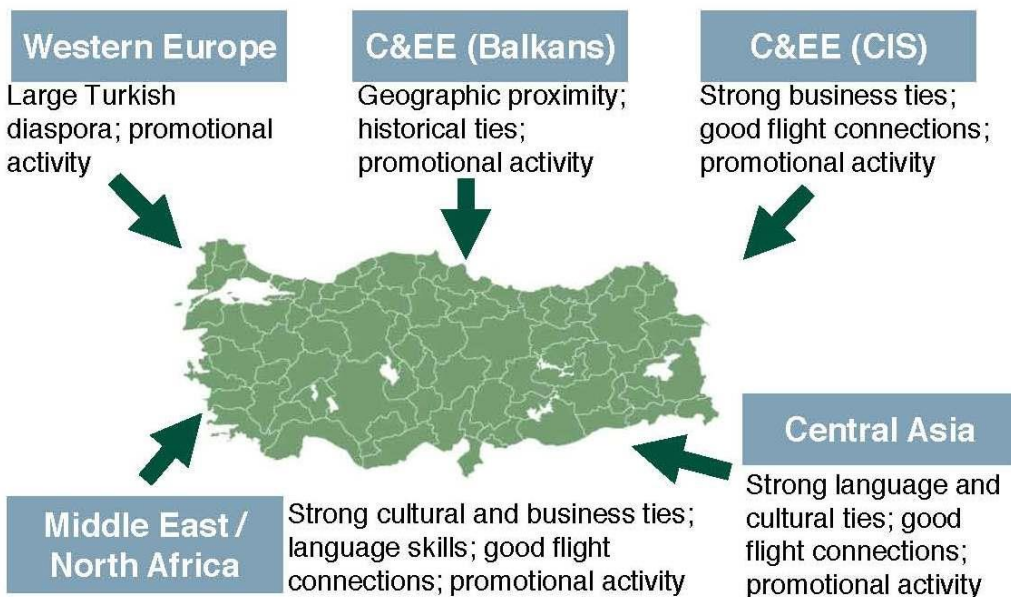 Western Europe
Large Turkish
diaspora; promotional
activity
C&EE (Balkans)
Geographic proximity;
historical ties;
promotional activity
C&EE (CIS)
Strong business ties;
good flight connections;
promotional activity
Middle East /
North Africa
Strong cultural and business ties;
language skills; good flight
connections; promotional activity
Central Asia
Strong language and
cultural ties; good
flight connections;
promotional activity